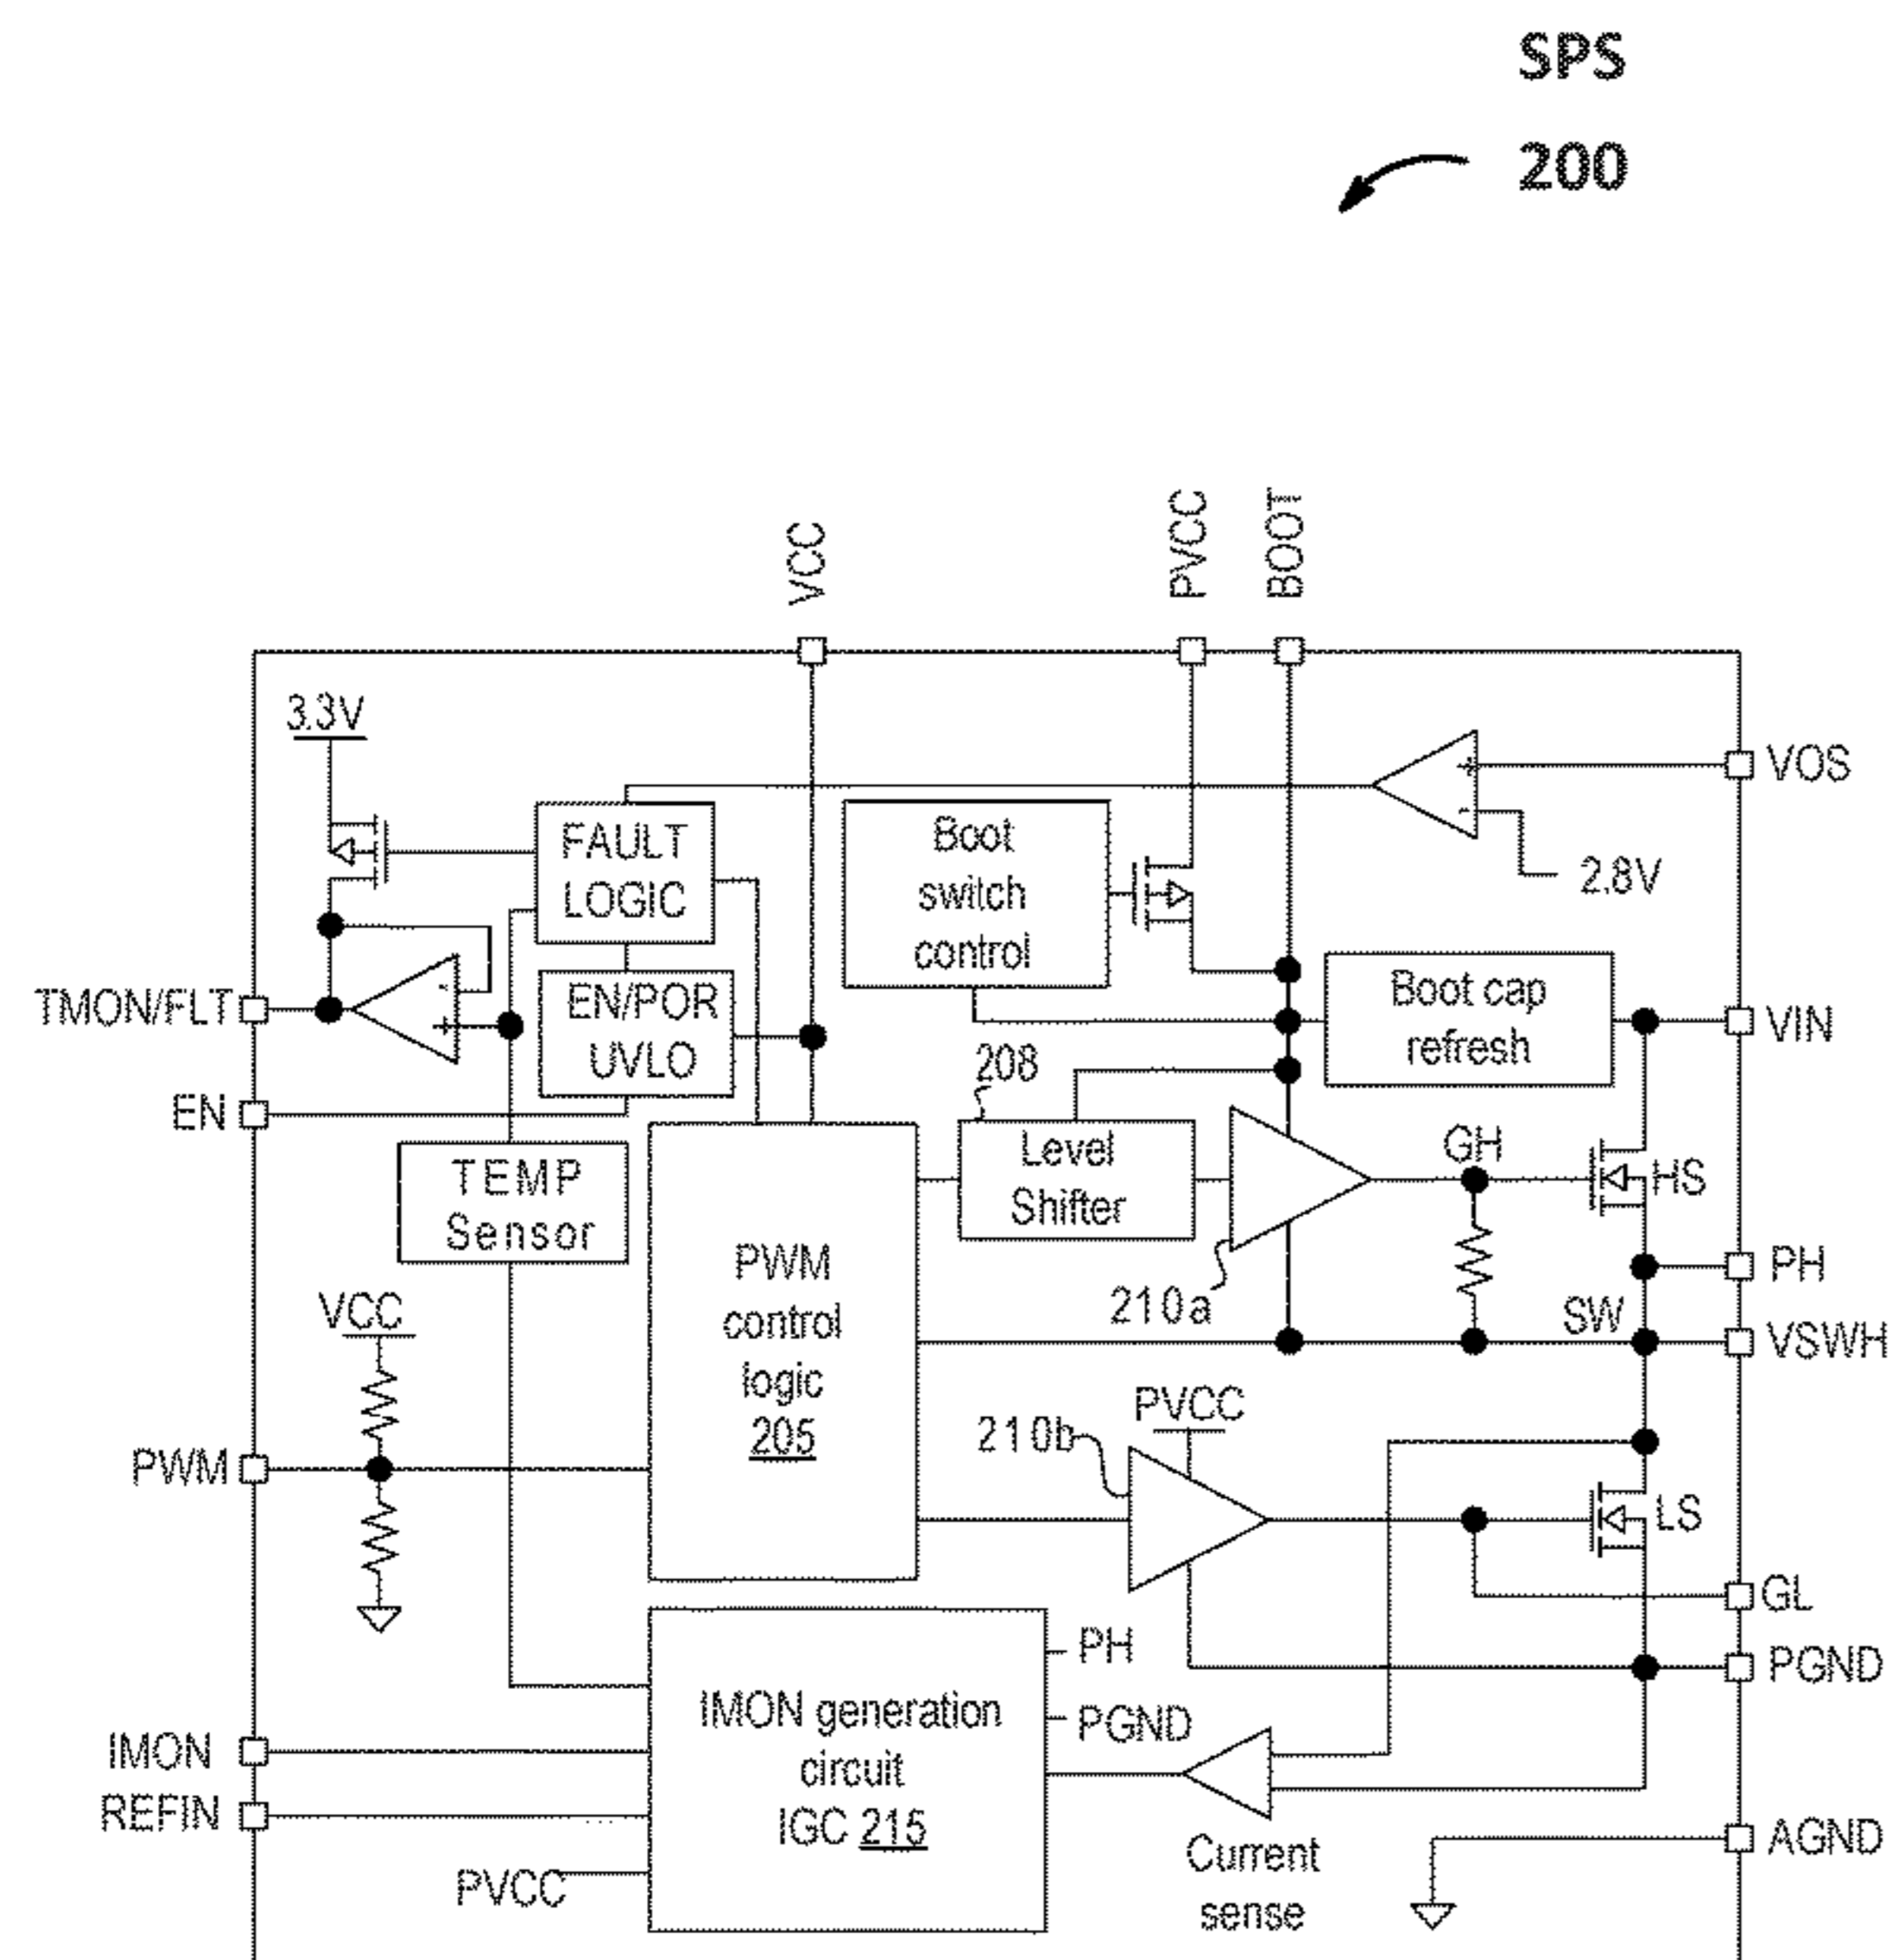 SPS
200
VCC
PVCC
BOOT
3.3V
VOS
FAULT
LOGIC
Boot
switch
control
2.8V
TMON/FLT
EN/POR
UVLO
Boot cap
refresh
VIN
208
EN
TEMP
Sensor
Level
Shifter
GH
HS
PWM
control
logic
205
210a
PH
VCC
SW
VSWH
PWM
210b
PVCC
LS
GL
PH
PGND
IMON generation
circuit
IGC 215
PGND
IMON
REFIN
PVCC
Current
sense
AGND